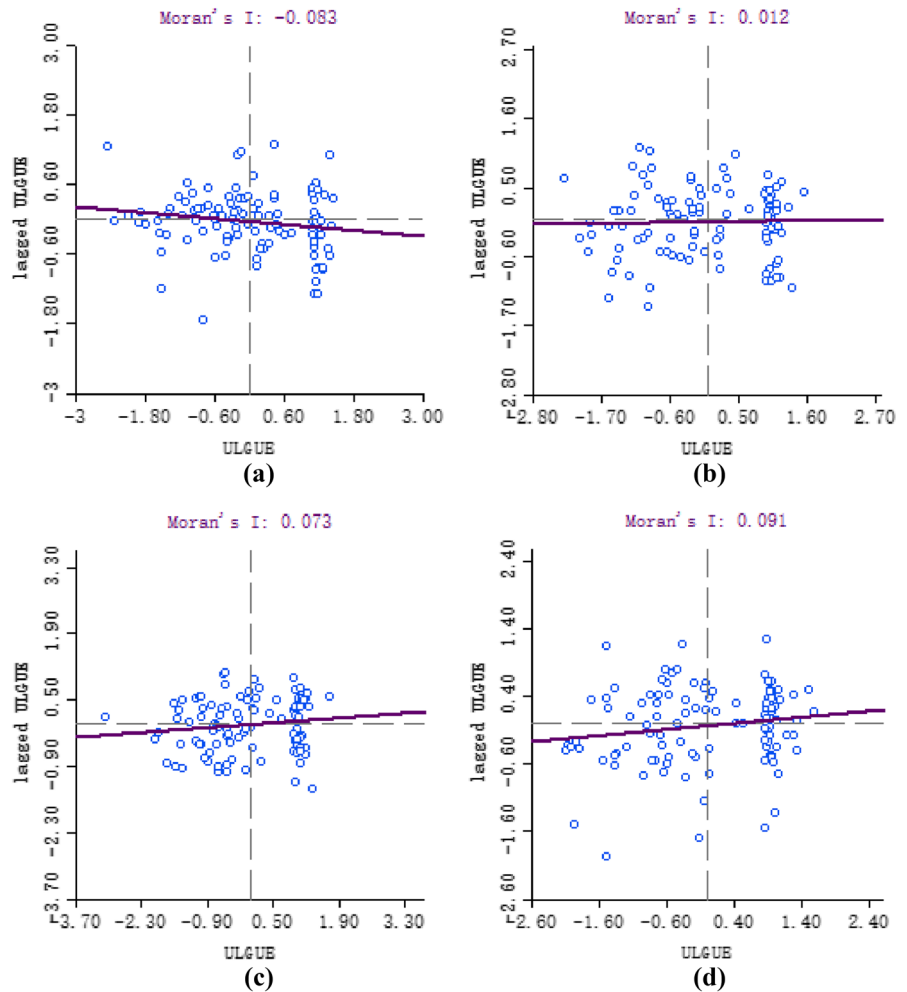 Moran's I: -0.083
3.00
1.80
0.60
-0.60
-1.80
-3
lagged ULGUE
-3 -1.80 -0.60 0.60 1.80 3.00
ULGUE
(a)
Moran's I: 0.012
2.70
1.60
0.50
-0.60
-1.70
-2.80
lagged ULGUE
-2.80 -1.70 -0.60 0.50 1.60 2.70
ULGUE
(b)
Moran's I: 0.073
3.30
1.90
0.50
-0.90
-2.30
-3.70
lagged ULGUE
-3.70 -2.30 -0.90 0.50 1.90 3.30
ULGUE
(c)
Moran's I: 0.091
2.40
1.40
0.40
-0.60
-1.60
-2.60
lagged ULGUE
-2.60 -1.60 -0.60 0.40 1.40 2.40
ULGUE
(d)